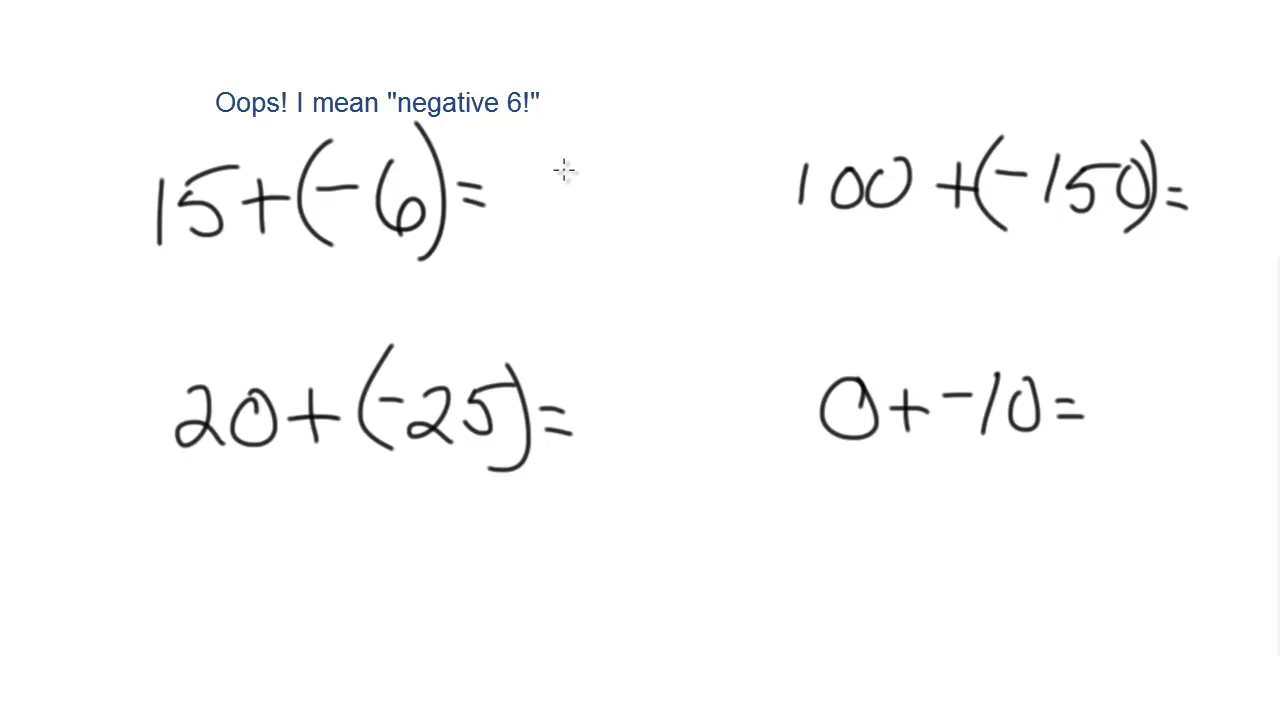 Oops! I mean "negative 6!"
15+(-6)=
100+(-150)=
20+(-25)=
0+-10=